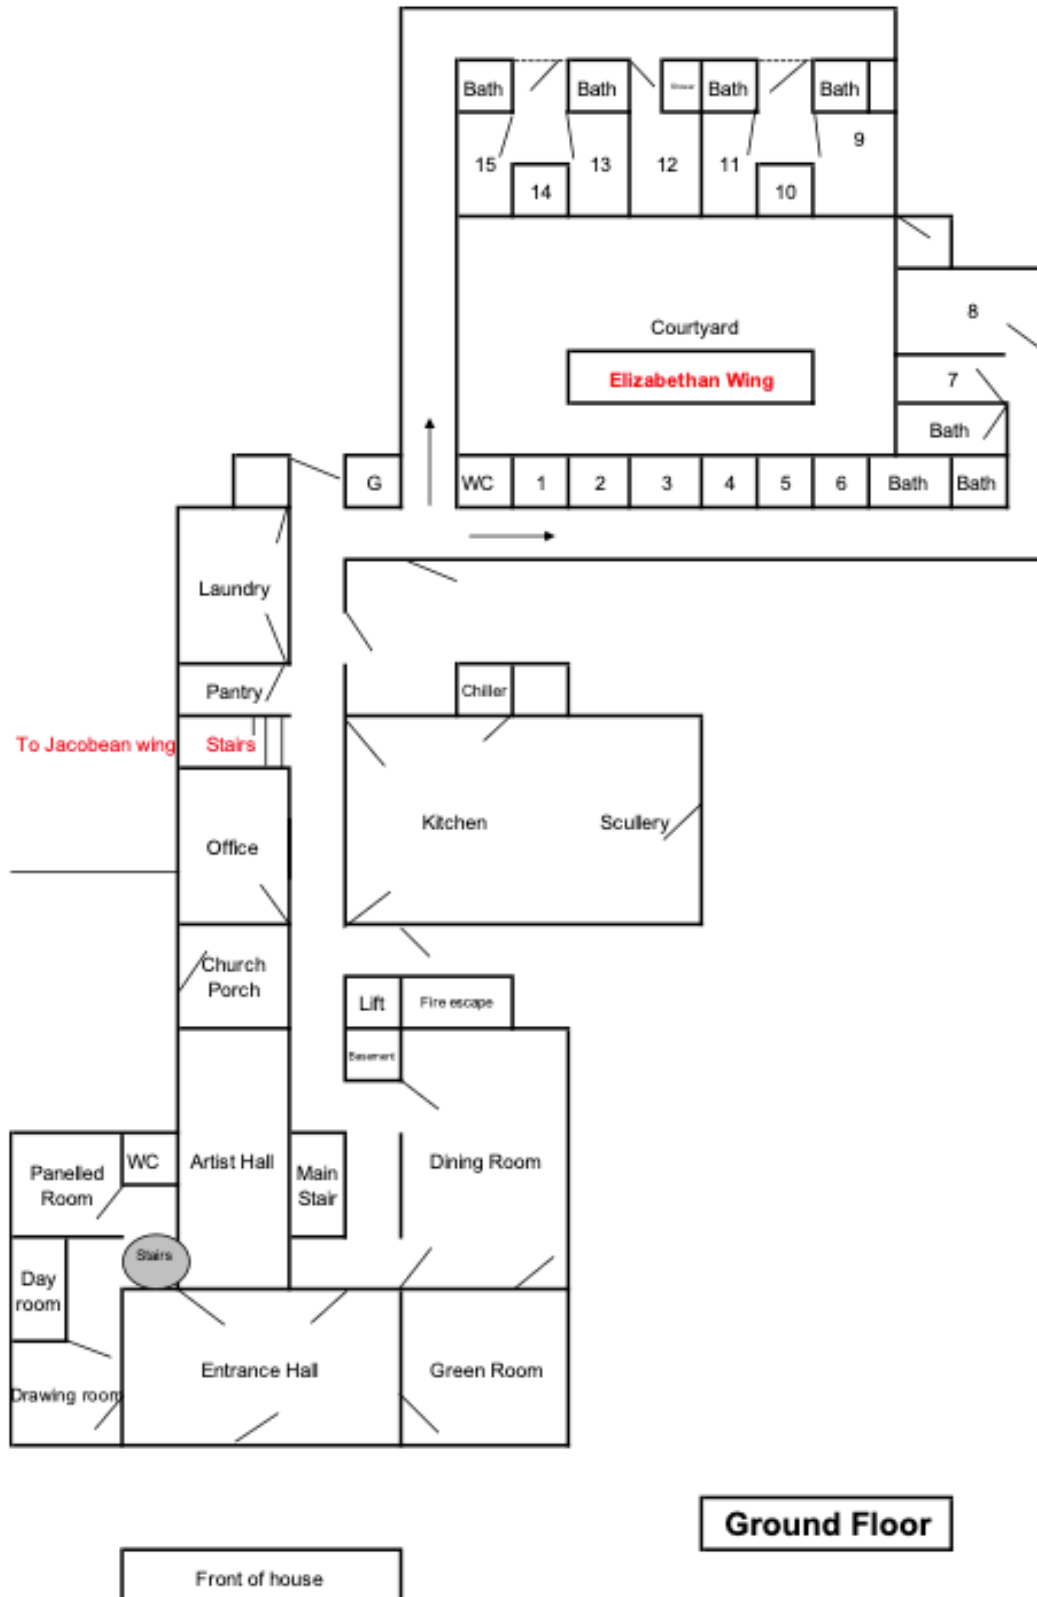 Bath
Bath
Shower
Bath
Bath
15
14
13
12
11
10
9
Courtyard
8
Elizabethan Wing
7
Bath
G
WC
1
2
3
4
5
6
Bath
Bath
Laundry
Pantry
Chiller
To Jacobean wing
Stairs
Kitchen
Scullery
Office
Church
Porch
Lift
Fire escape
Basement
Panelled
Room
WC
Artist Hall
Main
Stair
Dining Room
Stairs
Day
room
Entrance Hall
Green Room
Drawing room
Ground Floor
Front of house